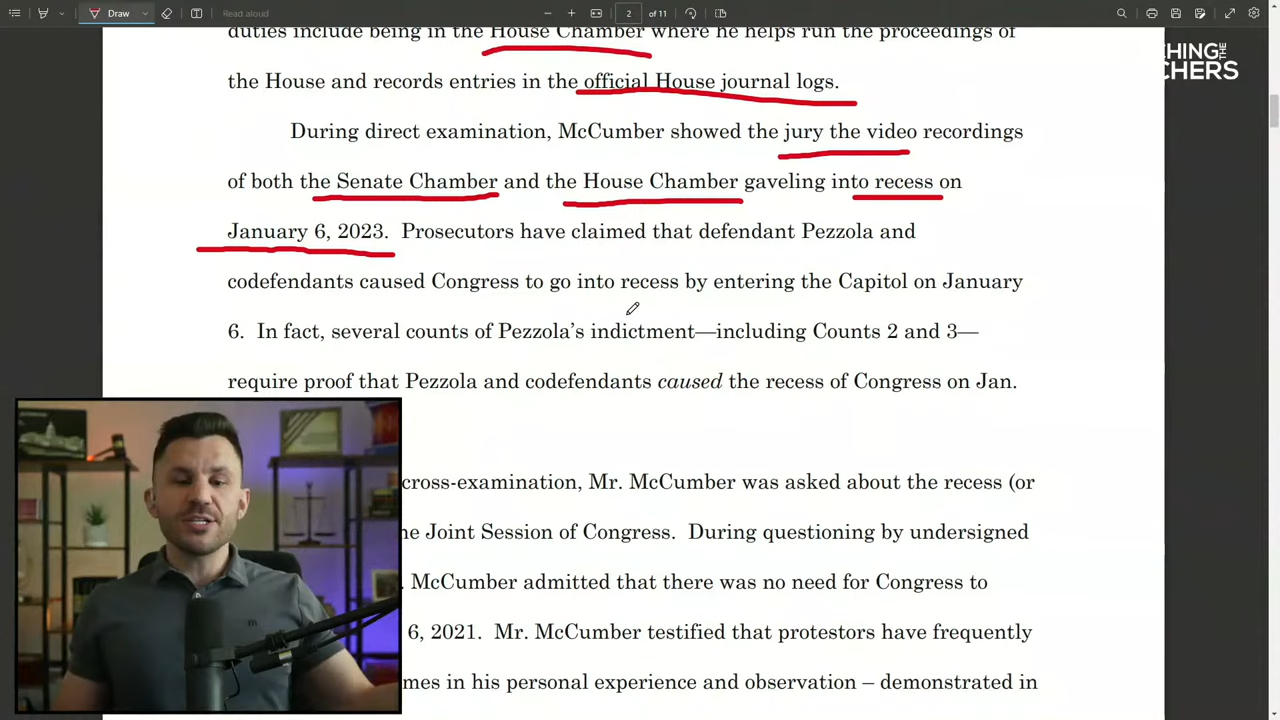 Draw
Read aloud
2 of 11
duties include being in the House Chamber where he helps run the proceedings of
the House and records entries in the official House journal logs.
During direct examination, McCumber showed the jury the video recordings
of both the Senate Chamber and the House Chamber gaveling into recess on
January 6, 2023. Prosecutors have claimed that defendant Pezzola and
codefendants caused Congress to go into recess by entering the Capitol on January
6. In fact, several counts of Pezzola's indictment—including Counts 2 and 3—
require proof that Pezzola and codefendants caused the recess of Congress on Jan.
cross-examination, Mr. McCumber was asked about the recess (or
he Joint Session of Congress. During questioning by undersigned
. McCumber admitted that there was no need for Congress to
6, 2021. Mr. McCumber testified that protestors have frequently
mes in his personal experience and observation – demonstrated in
HING THE
CHERS